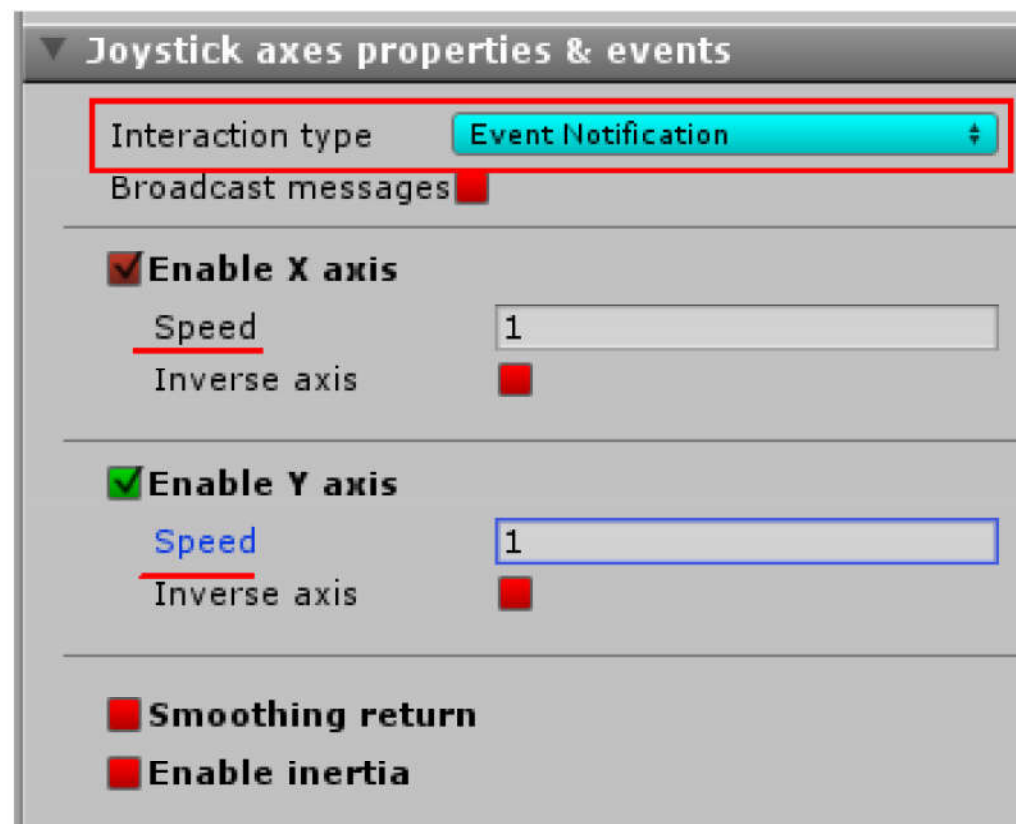 Joystick axes properties & events
Interaction type Event Notification
Broadcast messages
Enable X axis
Speed 1
Inverse axis
Enable Y axis
Speed 1
Inverse axis
Smoothing return
Enable inertia